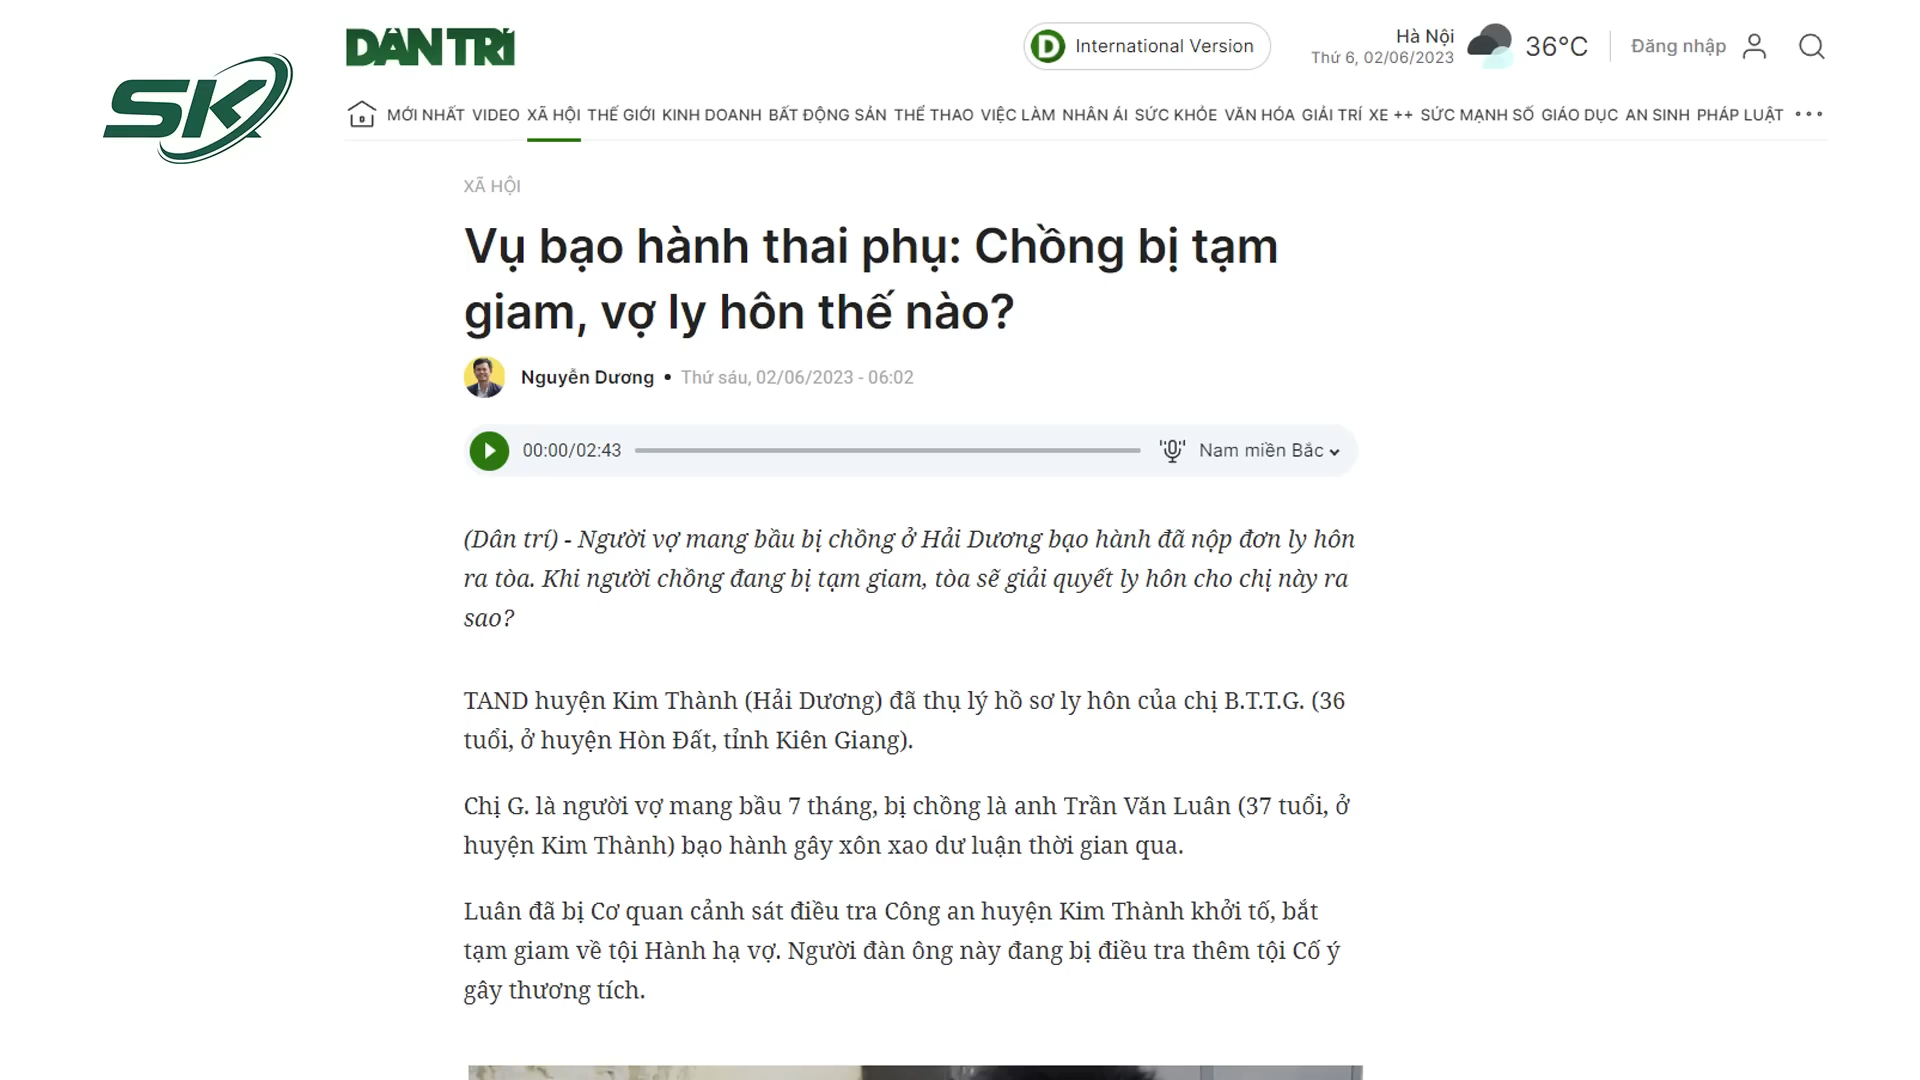 SK
DÂN TRÍ
D International Version
Hà Nội
Thứ 6, 02/06/2023
36°C
Đăng nhập
MỚI NHẤT VIDEO XÃ HỘI THẾ GIỚI KINH DOANH BẤT ĐỘNG SẢN THỂ THAO VIỆC LÀM NHÂN ÁI SỨC KHỎE VĂN HÓA GIẢI TRÍ XE ++ SỨC MẠNH SỐ GIÁO DỤC AN SINH PHÁP LUẬT •••
XÃ HỘI
Vụ bạo hành thai phụ: Chồng bị tạm
giam, vợ ly hôn thế nào?
Nguyễn Dương • Thứ sáu, 02/06/2023 - 06:02
00:00/02:43 Nam miền Bắc
(Dân trí) - Người vợ mang bầu bị chồng ở Hải Dương bạo hành đã nộp đơn ly hôn
ra tòa. Khi người chồng đang bị tạm giam, tòa sẽ giải quyết ly hôn cho chị này ra
sao?
TAND huyện Kim Thành (Hải Dương) đã thụ lý hồ sơ ly hôn của chị B.T.T.G. (36
tuổi, ở huyện Hòn Đất, tỉnh Kiên Giang).
Chị G. là người vợ mang bầu 7 tháng, bị chồng là anh Trần Văn Luân (37 tuổi, ở
huyện Kim Thành) bạo hành gây xôn xao dư luận thời gian qua.
Luân đã bị Cơ quan cảnh sát điều tra Công an huyện Kim Thành khởi tố, bắt
tạm giam về tội Hành hạ vợ. Người đàn ông này đang bị điều tra thêm tội Cố ý
gây thương tích.